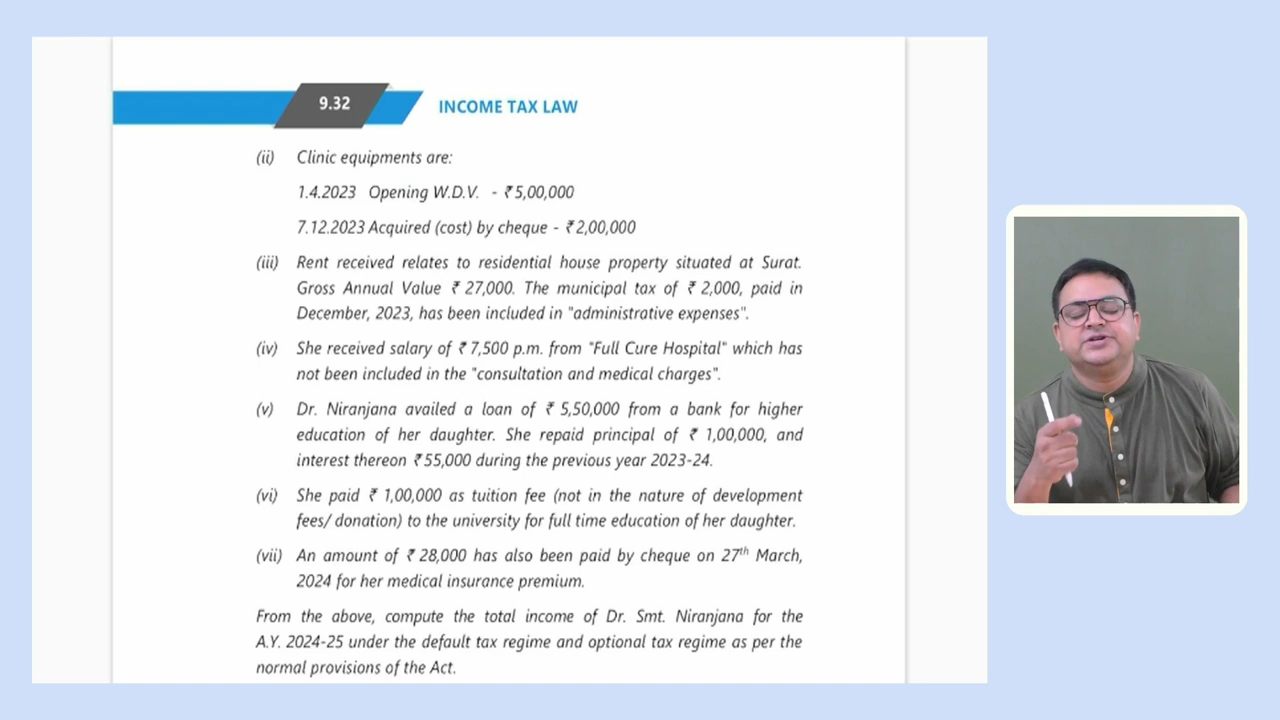 9.32
INCOME TAX LAW
(ii) Clinic equipments are:
1.4.2023 Opening W.D.V. - ₹ 5,00,000
7.12.2023 Acquired (cost) by cheque - ₹ 2,00,000
(iii) Rent received relates to residential house property situated at Surat.
Gross Annual Value ₹ 27,000. The municipal tax of ₹ 2,000, paid in
December, 2023, has been included in "administrative expenses".
(iv) She received salary of ₹ 7,500 p.m. from "Full Cure Hospital" which has
not been included in the "consultation and medical charges".
(v) Dr. Niranjana availed a loan of ₹ 5,50,000 from a bank for higher
education of her daughter. She repaid principal of ₹ 1,00,000, and
interest thereon ₹ 55,000 during the previous year 2023-24.
(vi) She paid ₹ 1,00,000 as tuition fee (not in the nature of development
fees/ donation) to the university for full time education of her daughter.
(vii) An amount of ₹ 28,000 has also been paid by cheque on 27th March,
2024 for her medical insurance premium.
From the above, compute the total income of Dr. Smt. Niranjana for the
A.Y. 2024-25 under the default tax regime and optional tax regime as per the
normal provisions of the Act.